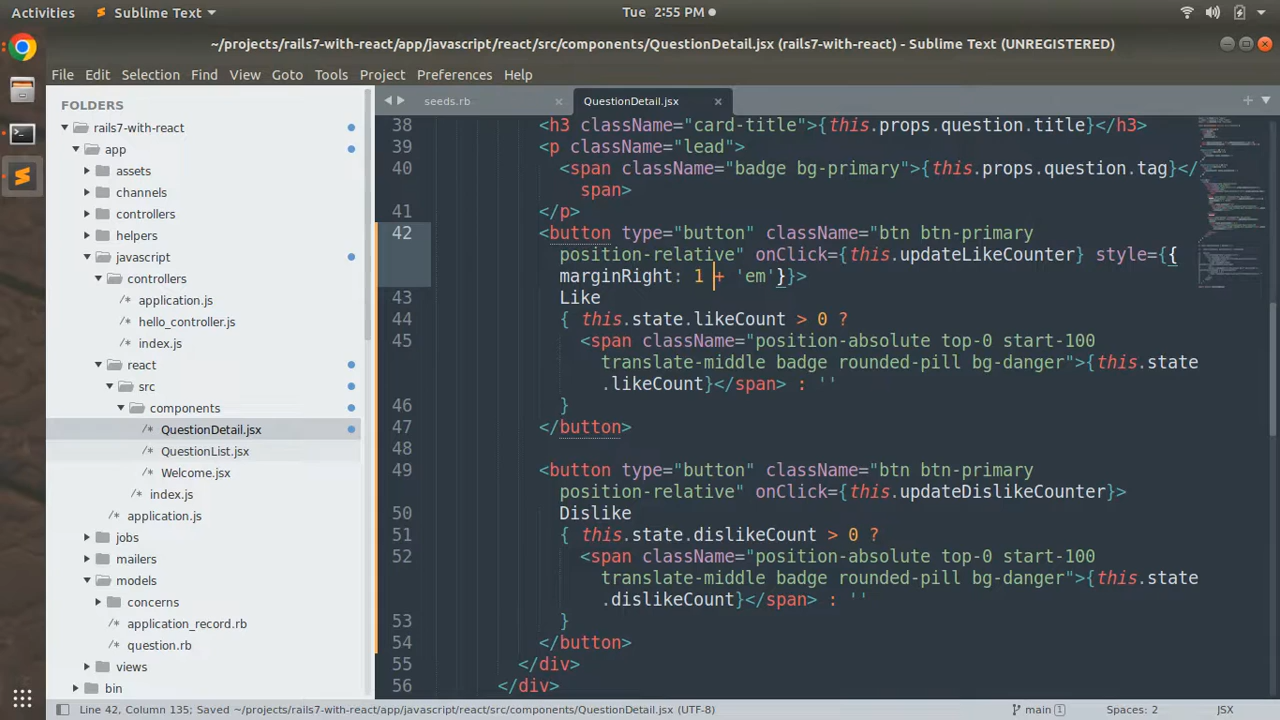 Activities
Sublime Text
Tue 2:55 PM
~/projects/rails7-with-react/app/javascript/react/src/components/QuestionDetail.jsx (rails7-with-react) - Sublime Text (UNREGISTERED)
File Edit Selection Find View Goto Tools Project Preferences Help
FOLDERS
rails7-with-react
app
assets
channels
controllers
helpers
javascript
controllers
application.js
hello_controller.js
index.js
react
src
components
QuestionDetail.jsx
QuestionList.jsx
Welcome.jsx
index.js
application.js
jobs
mailers
models
concerns
application_record.rb
question.rb
views
bin
seeds.rb
QuestionDetail.jsx
38 <h3 className="card-title">{this.props.question.title}</h3>
39 <p className="lead">
40 <span className="badge bg-primary">{this.props.question.tag}</
span>
41 </p>
42 <button type="button" className="btn btn-primary
position-relative" onClick={this.updateLikeCounter} style={{
marginRight: 1 + 'em'}}>
43 Like
44 { this.state.likeCount > 0 ?
45 <span className="position-absolute top-0 start-100
translate-middle badge rounded-pill bg-danger">{this.state
.likeCount}</span> : ''
46 }
47 </button>
48
49 <button type="button" className="btn btn-primary
position-relative" onClick={this.updateDislikeCounter}>
50 Dislike
51 { this.state.dislikeCount > 0 ?
52 <span className="position-absolute top-0 start-100
translate-middle badge rounded-pill bg-danger">{this.state
.dislikeCount}</span> : ''
53 }
54 </button>
55 </div>
56 </div>
Line 42, Column 135; Saved ~/projects/rails7-with-react/app/javascript/react/src/components/QuestionDetail.jsx (UTF-8)
main 1
Spaces: 2
JSX